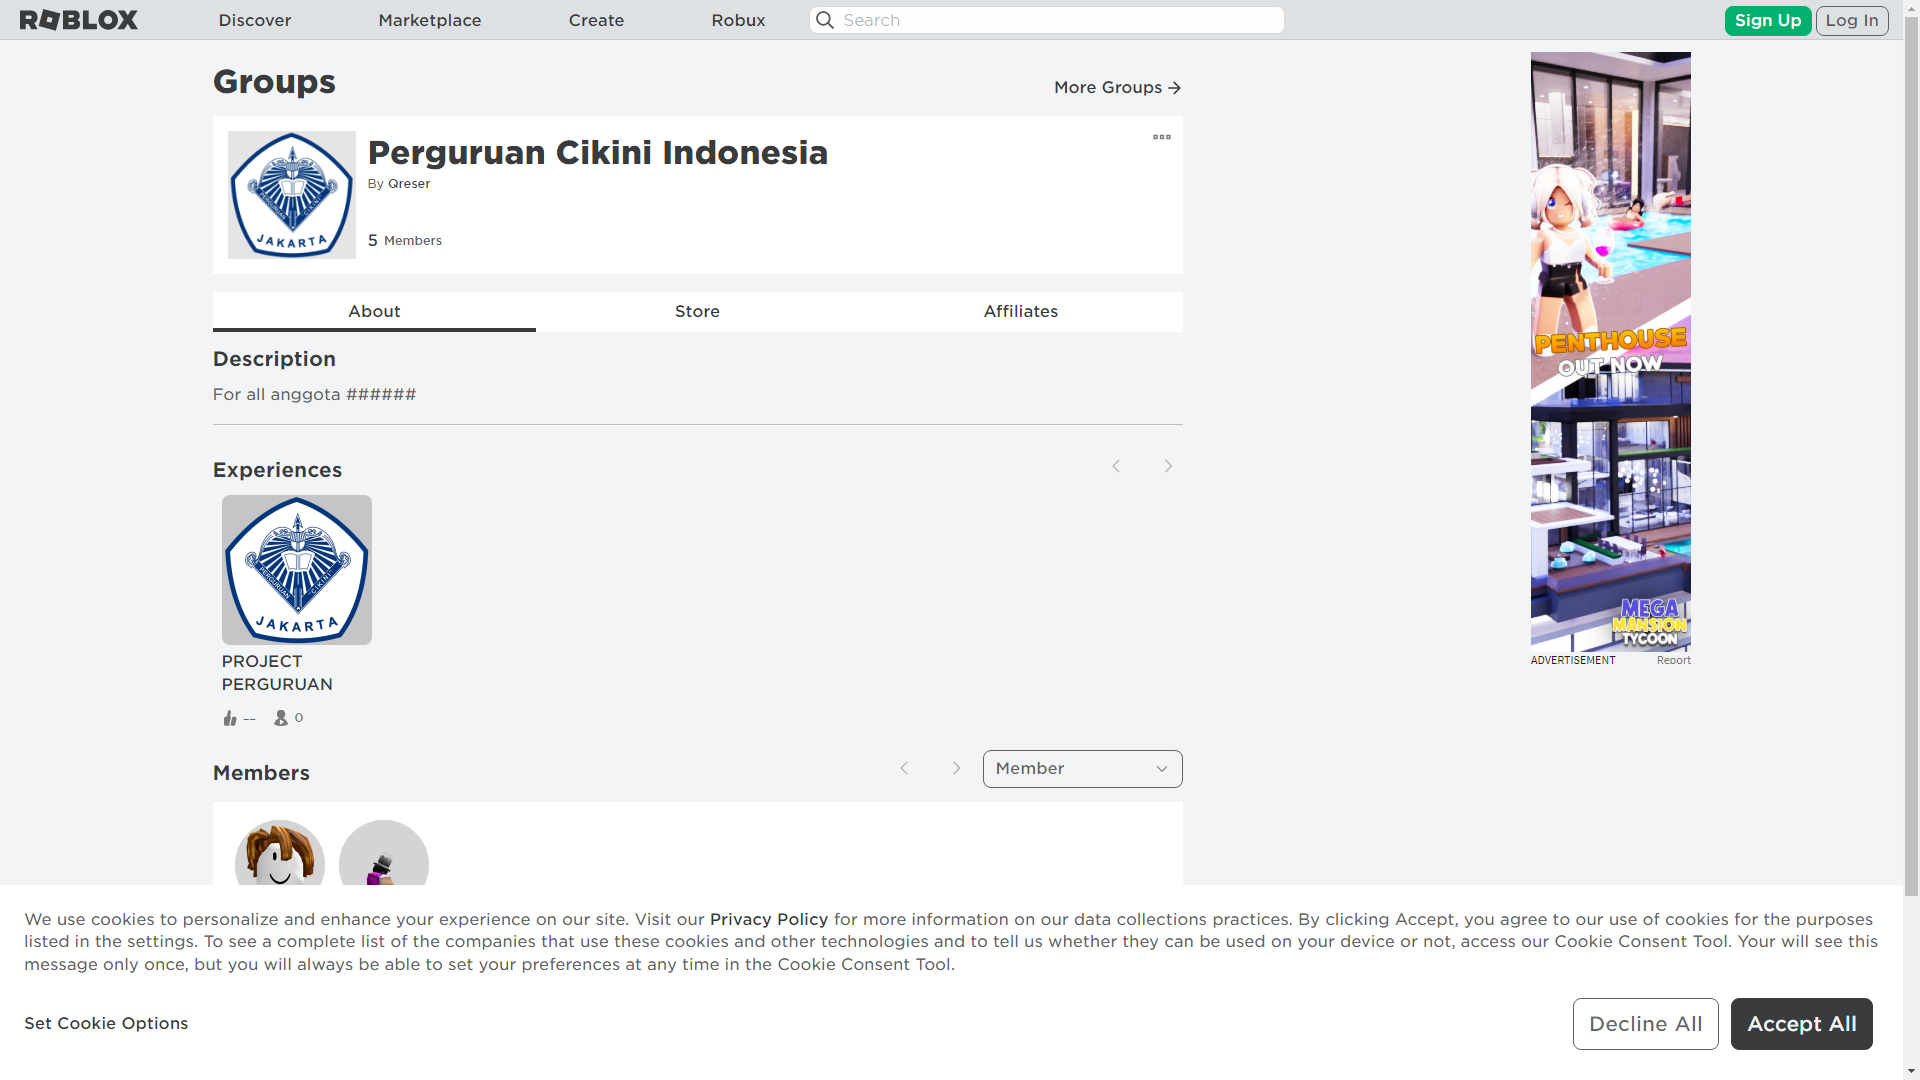 ROBLOX
Discover
Marketplace
Create
Robux
Search
Sign Up
Log In
Groups
More Groups
PERGURUAN CIKINI
JAKARTA
Perguruan Cikini Indonesia
By Qreser
5 Members
About
Store
Affiliates
Description
For all anggota ######
Experiences
PERGURUAN CIKINI
JAKARTA
PROJECT
PERGURUAN
--
0
Members
Member
PENTHOUSE
OUT NOW
MEGA
MANSION
TYCOON
ADVERTISEMENT
Report
We use cookies to personalize and enhance your experience on our site. Visit our Privacy Policy for more information on our data collections practices. By clicking Accept, you agree to our use of cookies for the purposes
listed in the settings. To see a complete list of the companies that use these cookies and other technologies and to tell us whether they can be used on your device or not, access our Cookie Consent Tool. Your will see this
message only once, but you will always be able to set your preferences at any time in the Cookie Consent Tool.
Set Cookie Options
Decline All
Accept All